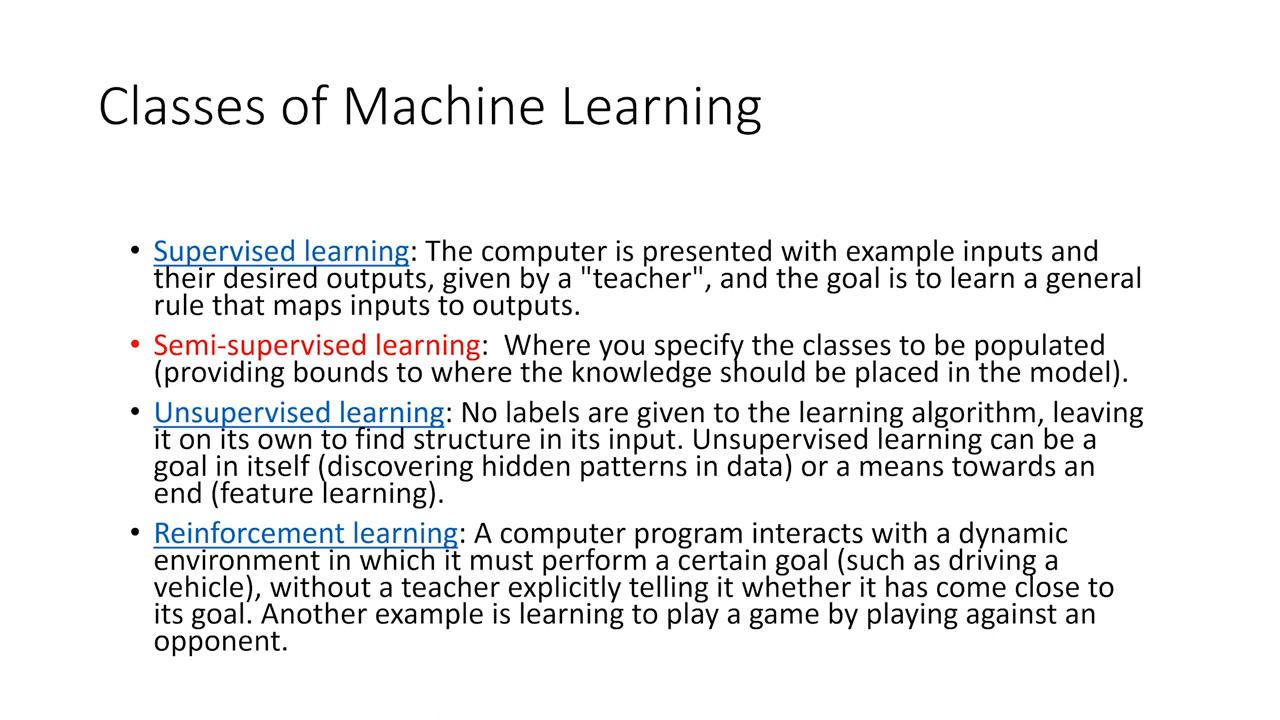 Classes of Machine Learning
• Supervised learning: The computer is presented with example inputs and
their desired outputs, given by a "teacher", and the goal is to learn a general
rule that maps inputs to outputs.
• Semi-supervised learning:  Where you specify the classes to be populated
(providing bounds to where the knowledge should be placed in the model).
• Unsupervised learning: No labels are given to the learning algorithm, leaving
it on its own to find structure in its input. Unsupervised learning can be a
goal in itself (discovering hidden patterns in data) or a means towards an
end (feature learning).
• Reinforcement learning: A computer program interacts with a dynamic
environment in which it must perform a certain goal (such as driving a
vehicle), without a teacher explicitly telling it whether it has come close to
its goal. Another example is learning to play a game by playing against an
opponent.